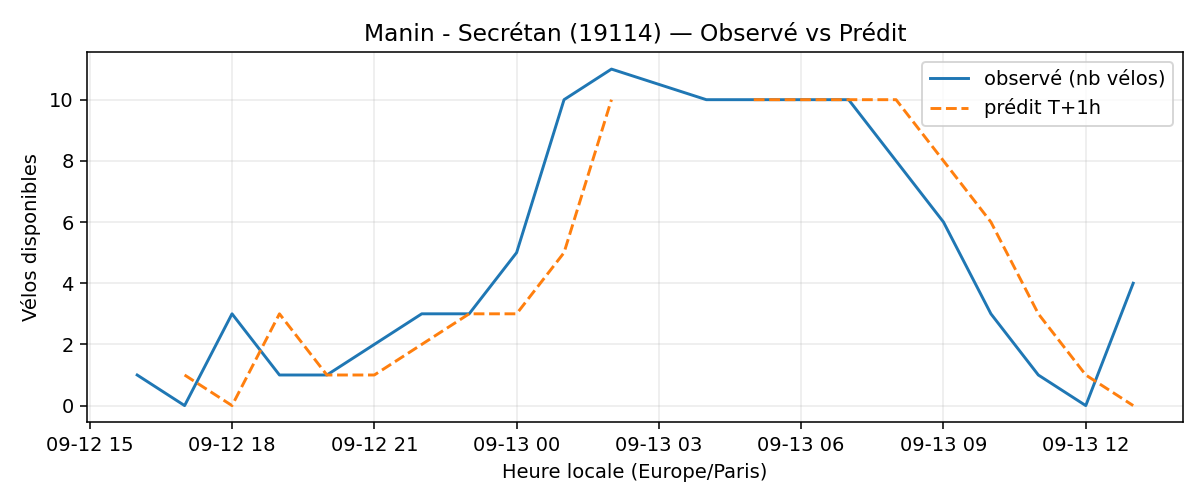 Manin - Secrétan (19114) — Observé vs Prédit
observé (nb vélos)
prédit T+1h
Vélos disponibles
10
8
6
4
2
0
09-12 15
09-12 18
09-12 21
09-13 00
09-13 03
09-13 06
09-13 09
09-13 12
Heure locale (Europe/Paris)